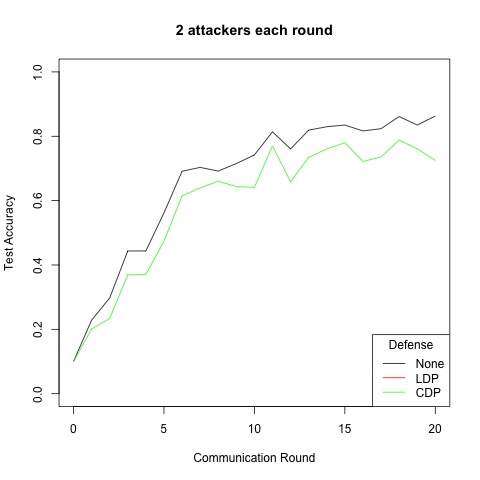 2 attackers each round
Test Accuracy
1.0
0.8
0.6
0.4
0.2
0.0
0 5 10 15 20
Communication Round
Defense
None
LDP
CDP